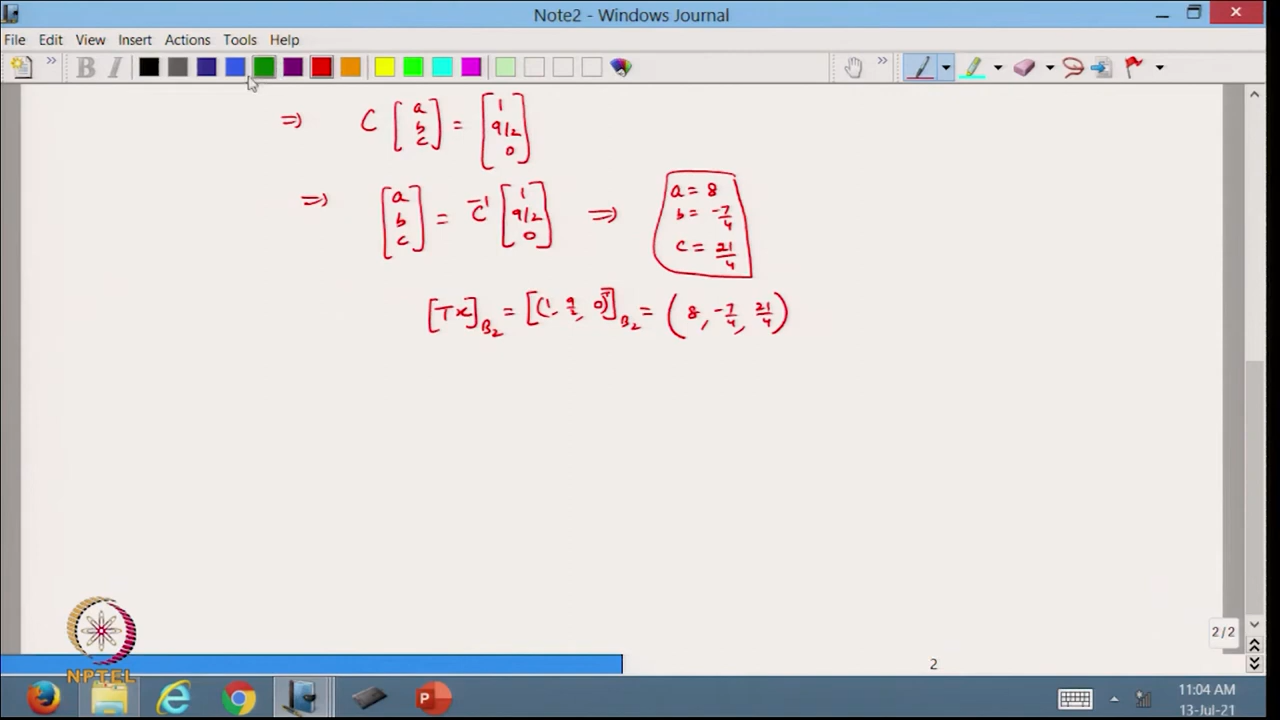 Note2 - Windows Journal
File Edit View Insert Actions Tools Help
B I
⇒ C [a b c] = [1 9/2 0]
⇒ [a b c] = C⁻¹ [1 9/2 0] ⇒ a = 8
b = -7/4
c = 21/4
[Tx]_B₂ = [(1, 9/2, 0)ᵀ]_B₂ = (8, -7/4, 21/4)
2/2
2
NPTEL
11:04 AM
13-Jul-21